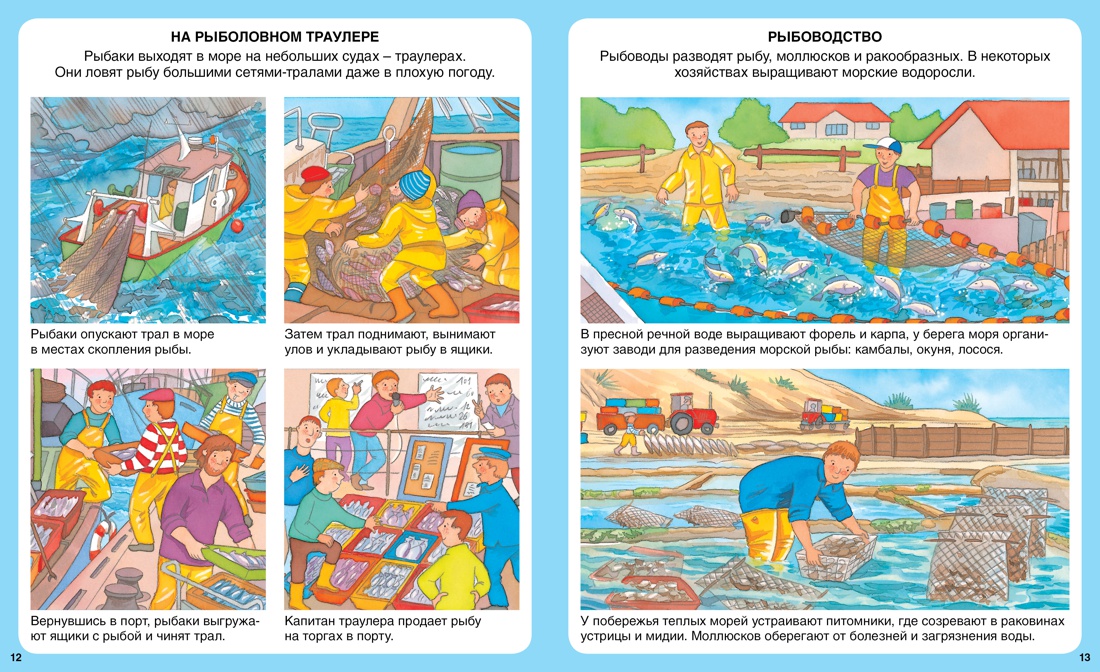 НА РЫБОЛОВНОМ ТРАУЛЕРЕ
Рыбаки выходят в море на небольших судах – траулерах.
Они ловят рыбу большими сетями-тралами даже в плохую погоду.
Рыбаки опускают трал в море
в местах скопления рыбы.
Затем трал поднимают, вынимают
улов и укладывают рыбу в ящики.
Вернувшись в порт, рыбаки выгружа-
ют ящики с рыбой и чинят трал.
Капитан траулера продает рыбу
на торгах в порту.
12
РЫБОВОДСТВО
Рыбоводы разводят рыбу, моллюсков и ракообразных. В некоторых
хозяйствах выращивают морские водоросли.
В пресной речной воде выращивают форель и карпа, у берега моря органи-
зуют заводи для разведения морской рыбы: камбалы, окуня, лосося.
У побережья теплых морей устраивают питомники, где созревают в раковинах
устрицы и мидии. Моллюсков оберегают от болезней и загрязнения воды.
13